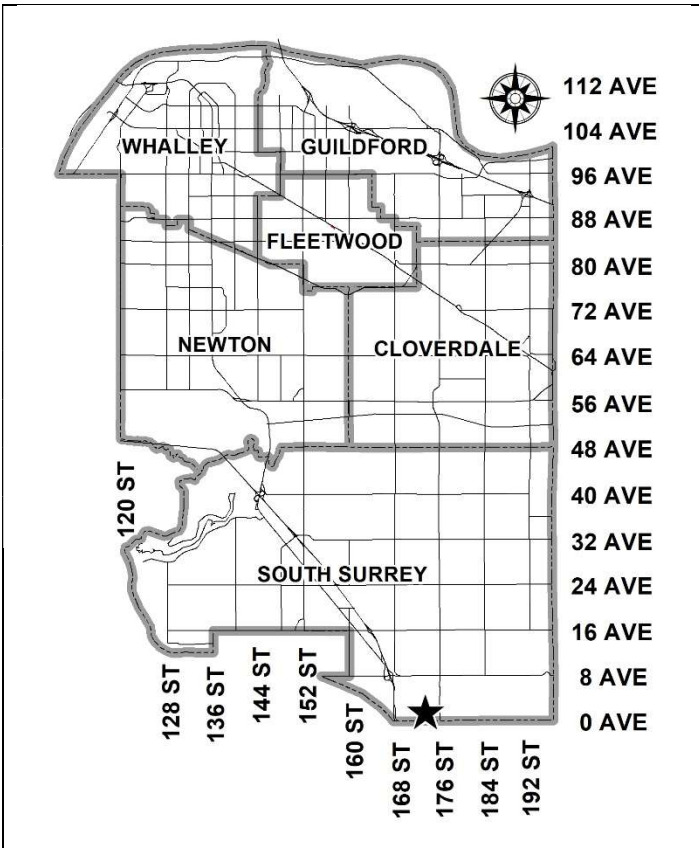 112 AVE
104 AVE
WHALLEY
GUILDFORD
96 AVE
88 AVE
FLEETWOOD
80 AVE
72 AVE
NEWTON
CLOVERDALE
64 AVE
56 AVE
48 AVE
120 ST
40 AVE
32 AVE
SOUTH SURREY
24 AVE
16 AVE
8 AVE
0 AVE
128 ST
136 ST
144 ST
152 ST
160 ST
168 ST
176 ST
184 ST
192 ST